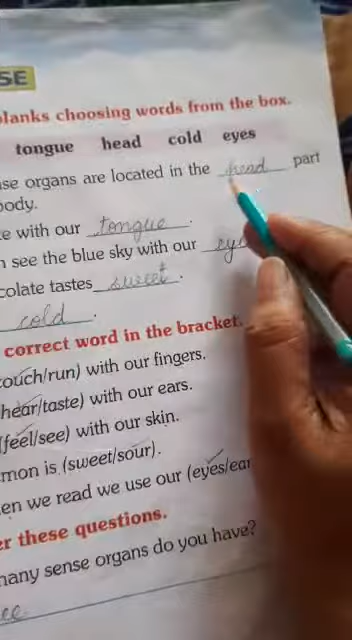 SE
blanks choosing words from the box.
tongue head cold eyes
se organs are located in the head part
body.
e with our tongue.
n see the blue sky with our eye
colate tastes sweet.
cold.
correct word in the bracket.
touch/run) with our fingers.
hear/taste) with our ears.
(feel/see) with our skin.
mon is (sweet/sour).
en we read we use our (eyes/ear
er these questions.
many sense organs do you have?